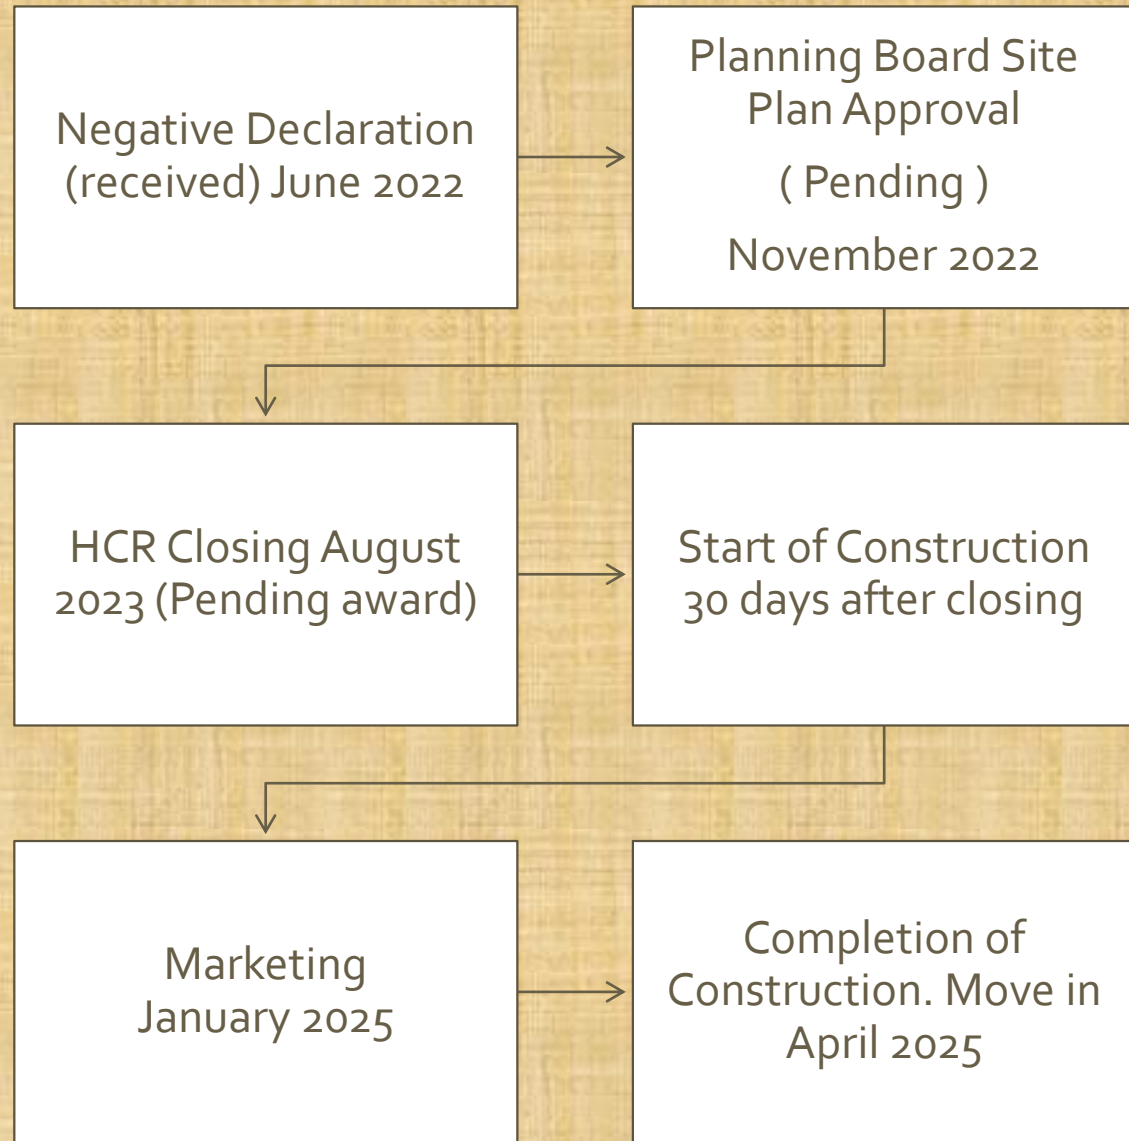 Negative Declaration
(received) June 2022
Planning Board Site
Plan Approval
( Pending )
November 2022
HCR Closing August
2023 (Pending award)
Start of Construction
30 days after closing
Marketing
January 2025
Completion of
Construction. Move in
April 2025